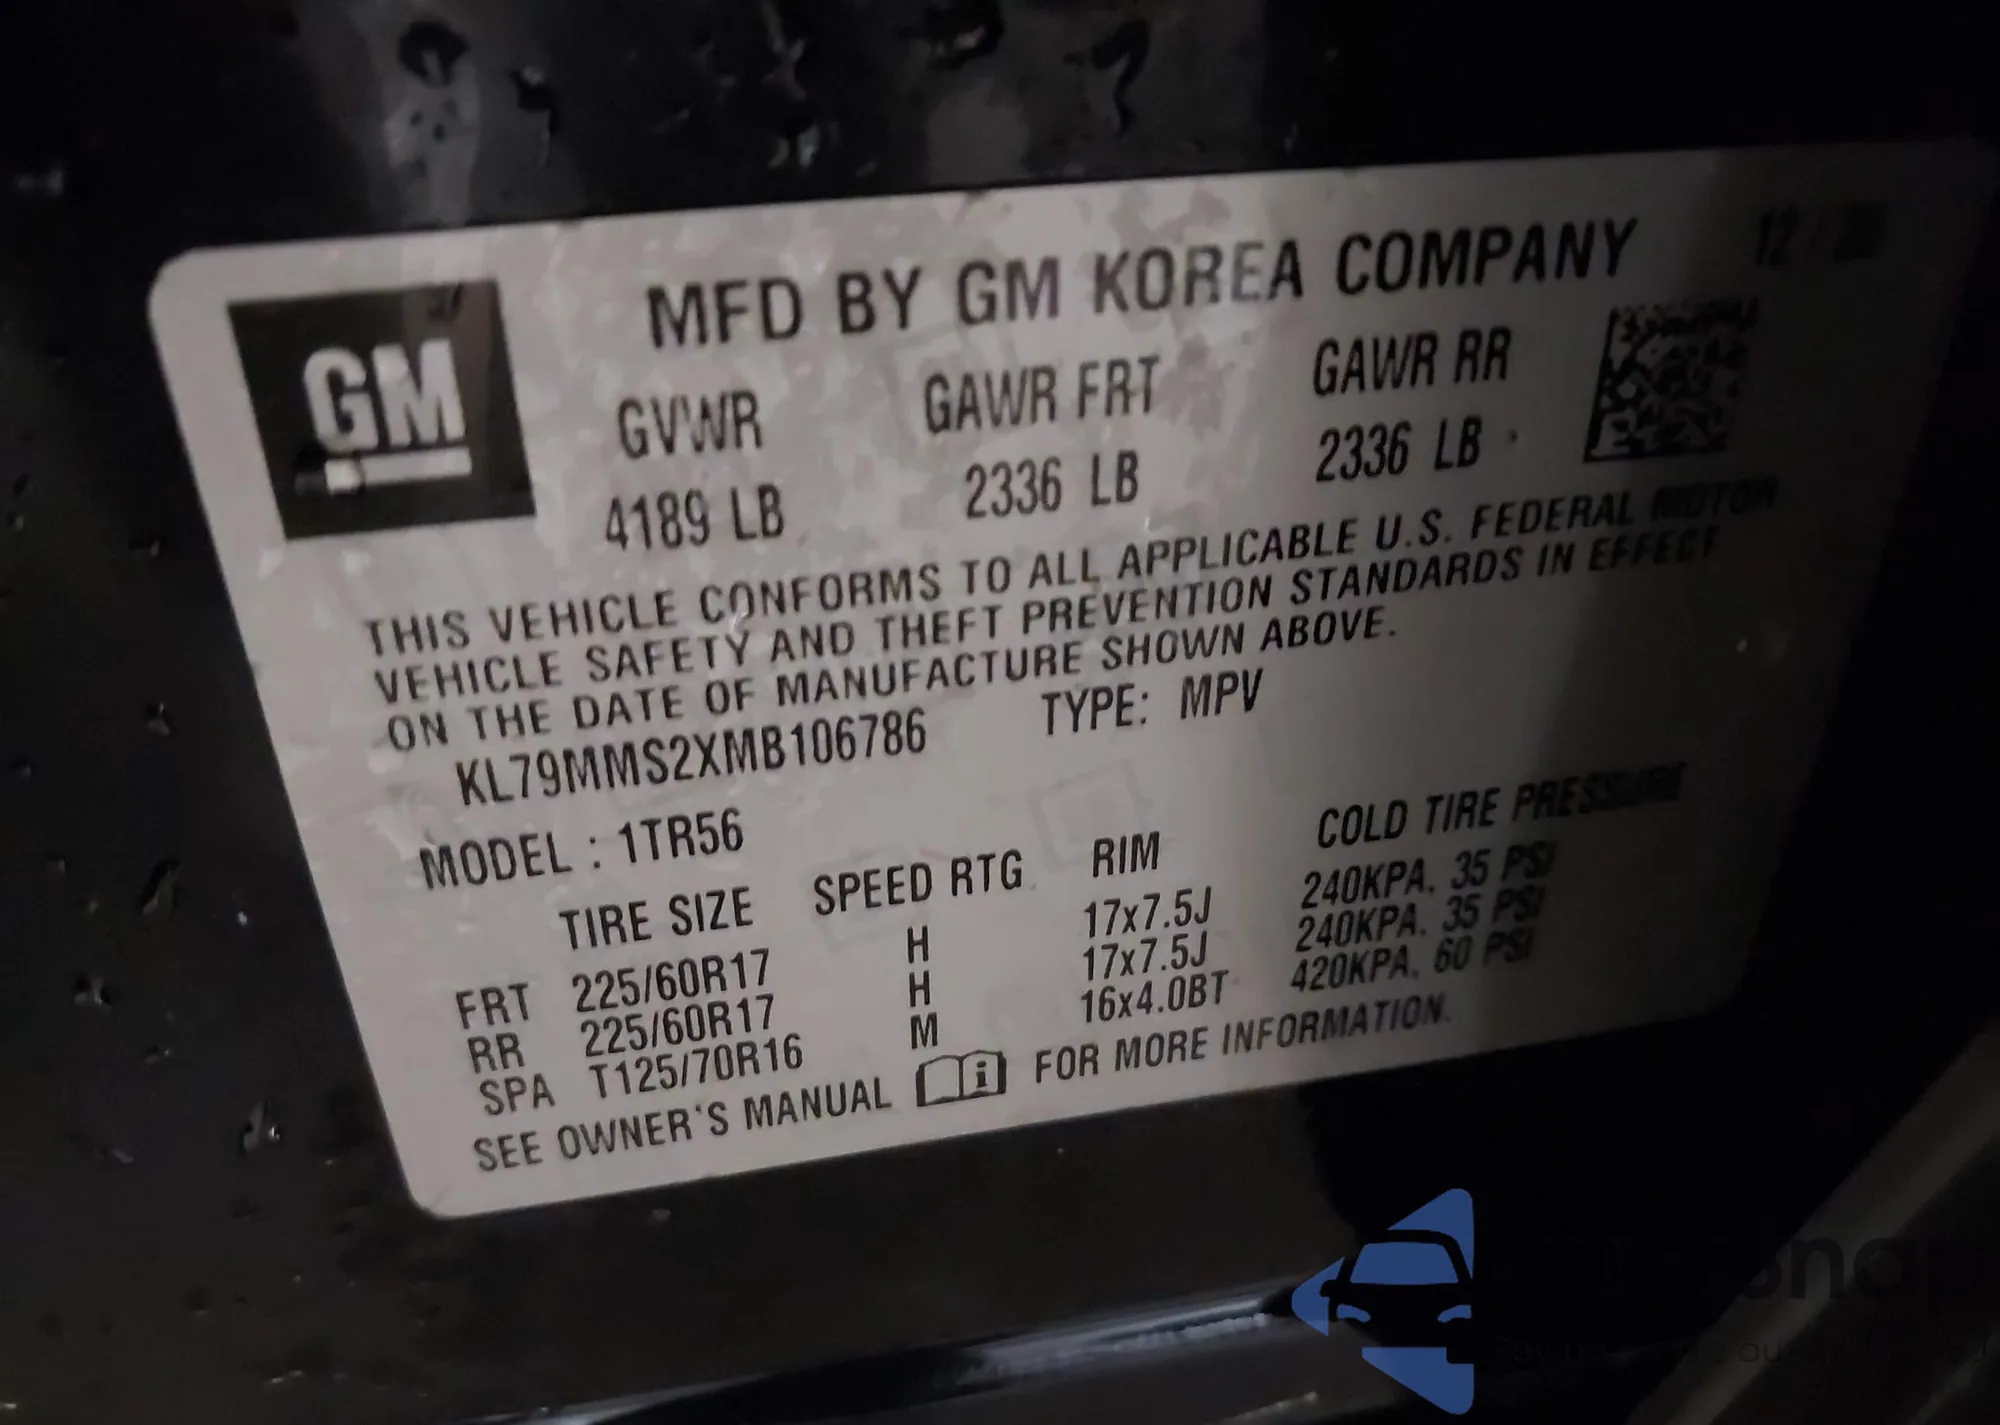 MFD BY GM KOREA COMPANY 12/20
GM
GVWR GAWR FRT GAWR RR
4189 LB 2336 LB 2336 LB
THIS VEHICLE CONFORMS TO ALL APPLICABLE U.S. FEDERAL MOTOR
VEHICLE SAFETY AND THEFT PREVENTION STANDARDS IN EFFECT
ON THE DATE OF MANUFACTURE SHOWN ABOVE.
KL79MMS2XMB106786 TYPE: MPV
MODEL : 1TR56
TIRE SIZE SPEED RTG RIM COLD TIRE PRESSURE
FRT 225/60R17 H 17x7.5J 240KPA. 35 PSI
RR 225/60R17 H 17x7.5J 240KPA. 35 PSI
SPA T125/70R16 M 16x4.0BT 420KPA. 60 PSI
SEE OWNER'S MANUAL FOR MORE INFORMATION.